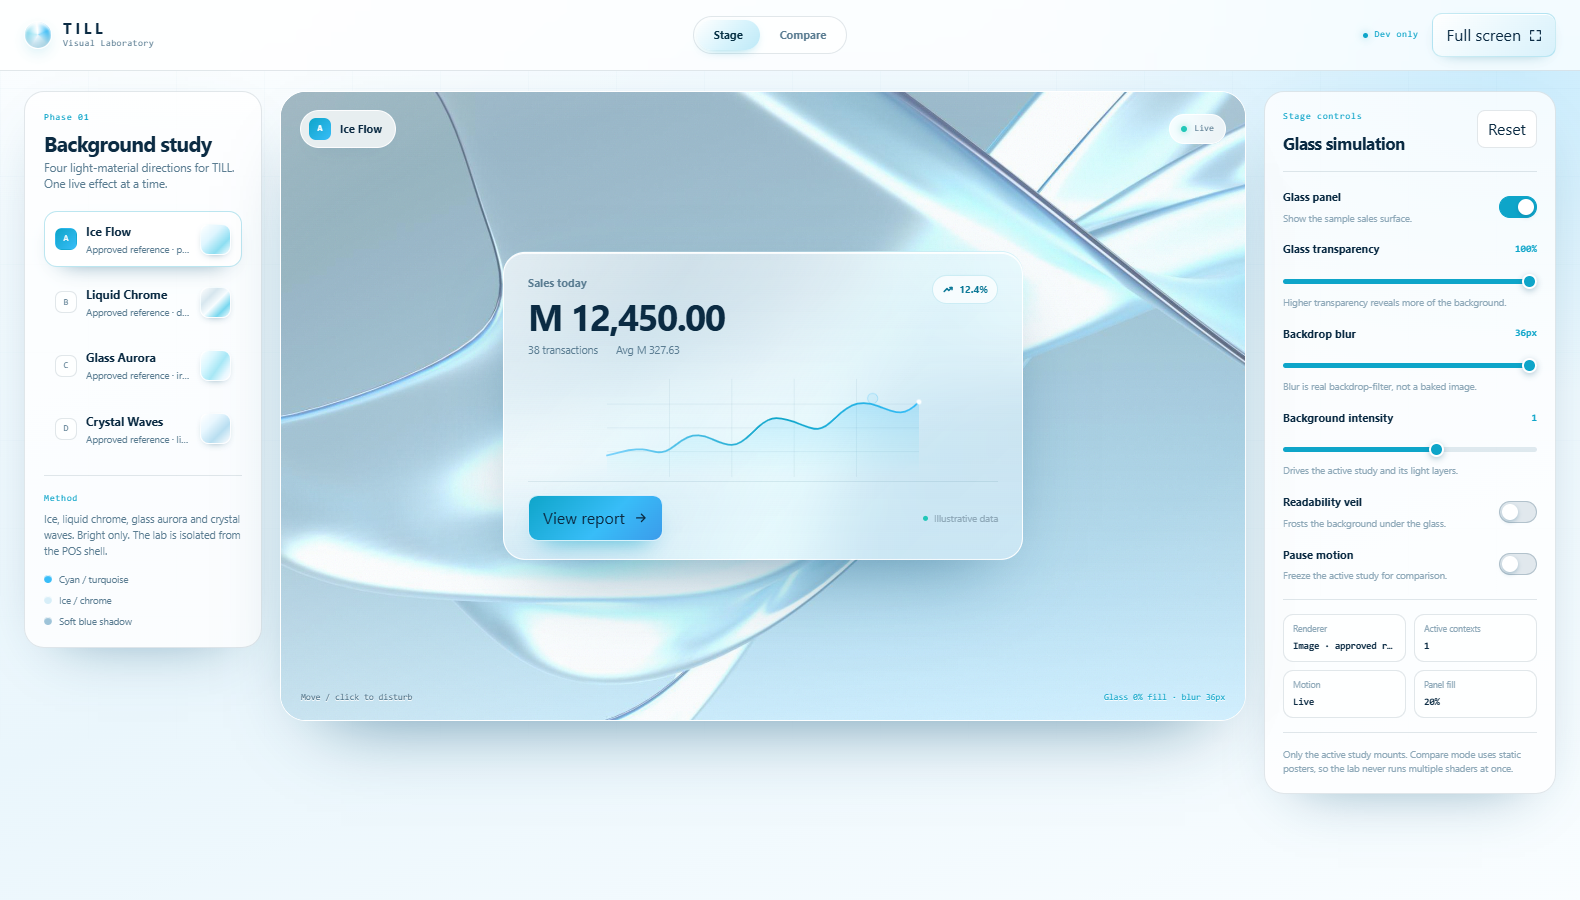 TILL
Visual Laboratory
Stage
Compare
Dev only
Full screen
Phase 01
Background study
Four light-material directions for TILL.
One live effect at a time.
A
Ice Flow
Approved reference · p...
B
Liquid Chrome
Approved reference · d...
C
Glass Aurora
Approved reference · ir...
D
Crystal Waves
Approved reference · li...
Method
Ice, liquid chrome, glass aurora and crystal
waves. Bright only. The lab is isolated from
the POS shell.
Cyan / turquoise
Ice / chrome
Soft blue shadow
A
Ice Flow
Live
Sales today
12.4%
M 12,450.00
38 transactions
Avg M 327.63
View report
Illustrative data
Move / click to disturb
Glass 0% fill · blur 36px
Stage controls
Glass simulation
Reset
Glass panel
Show the sample sales surface.
Glass transparency
100%
Higher transparency reveals more of the background.
Backdrop blur
36px
Blur is real backdrop-filter, not a baked image.
Background intensity
1
Drives the active study and its light layers.
Readability veil
Frosts the background under the glass.
Pause motion
Freeze the active study for comparison.
Renderer
Image · approved r…
Active contexts
1
Motion
Live
Panel fill
20%
Only the active study mounts. Compare mode uses static
posters, so the lab never runs multiple shaders at once.